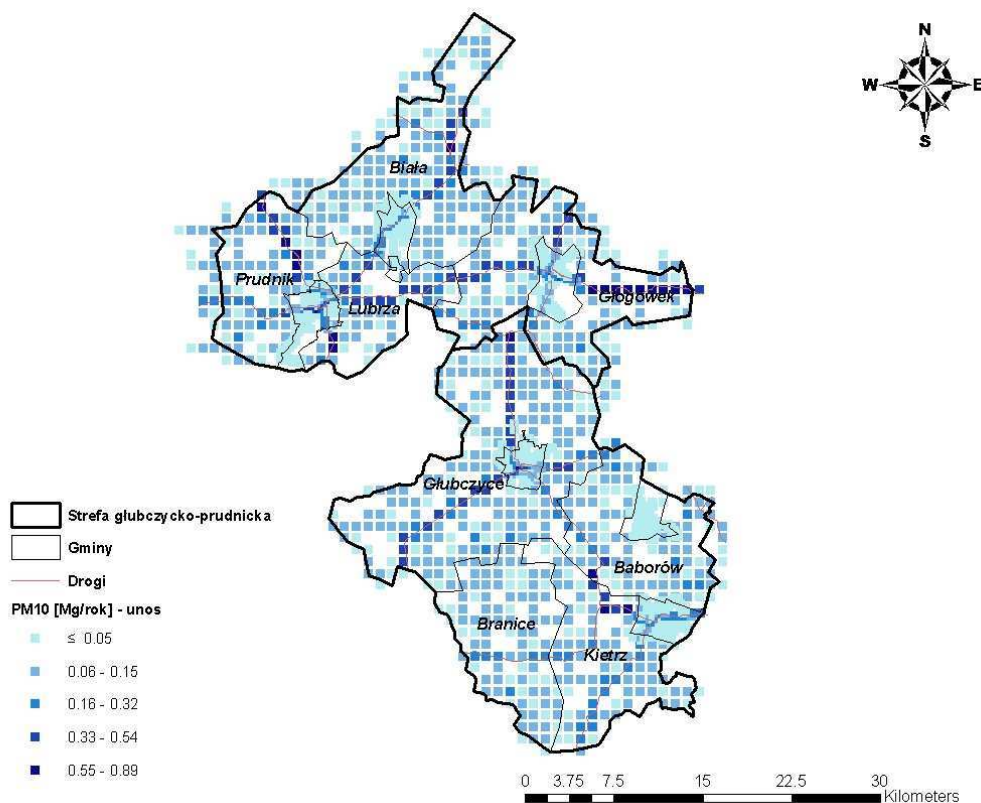 N
W E
S
Biała
Prudnik
Lubrza
Głogówek
Głubczyce
Baborów
Branice
Kietrz
Strefa głubczycko-prudnicka
Gminy
Drogi
PM10 [Mg/rok] - unos
≤ 0.05
0.06 - 0.15
0.16 - 0.32
0.33 - 0.54
0.55 - 0.89
0 3.75 7.5 15 22.5 30
Kilometers